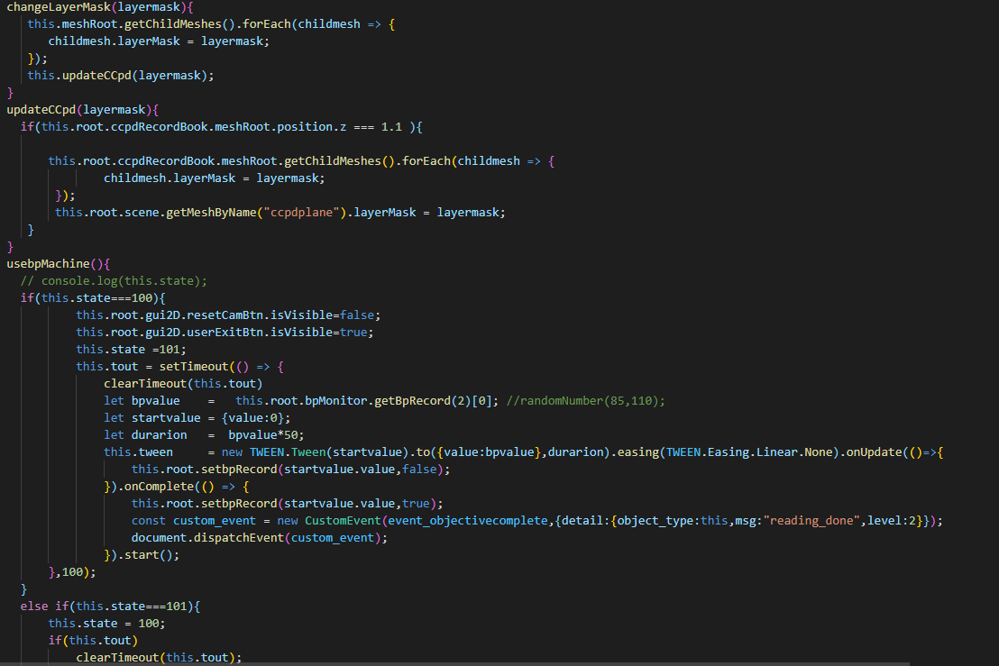 changeLayerMask(layermask){
this.meshRoot.getChildMeshes().forEach(childmesh => {
childmesh.layerMask = layermask;
});
this.updateCCpd(layermask);
}
updateCCpd(layermask){
if(this.root.ccpdRecordBook.meshRoot.position.z === 1.1 ){
this.root.ccpdRecordBook.meshRoot.getChildMeshes().forEach(childmesh => {
childmesh.layerMask = layermask;
});
this.root.scene.getMeshByName("ccpdplane").layerMask = layermask;
}
}
usebpMachine(){
// console.log(this.state);
if(this.state===100){
this.root.gui2D.resetCamBtn.isVisible=false;
this.root.gui2D.userExitBtn.isVisible=true;
this.state =101;
this.tout = setTimeout(() => {
clearTimeout(this.tout)
let bpvalue    =   this.root.bpMonitor.getBpRecord(2)[0]; //randomNumber(85,110);
let startvalue = {value:0};
let durarion   =  bpvalue*50;
this.tween     = new TWEEN.Tween(startvalue).to({value:bpvalue},durarion).easing(TWEEN.Easing.Linear.None).onUpdate(()=>{
this.root.setbpRecord(startvalue.value,false);
}).onComplete(() => {
this.root.setbpRecord(startvalue.value,true);
const custom_event = new CustomEvent(event_objectivecomplete,{detail:{object_type:this,msg:"reading_done",level:2}});
document.dispatchEvent(custom_event);
}).start();
},100);
}
else if(this.state===101){
this.state = 100;
if(this.tout)
clearTimeout(this.tout);